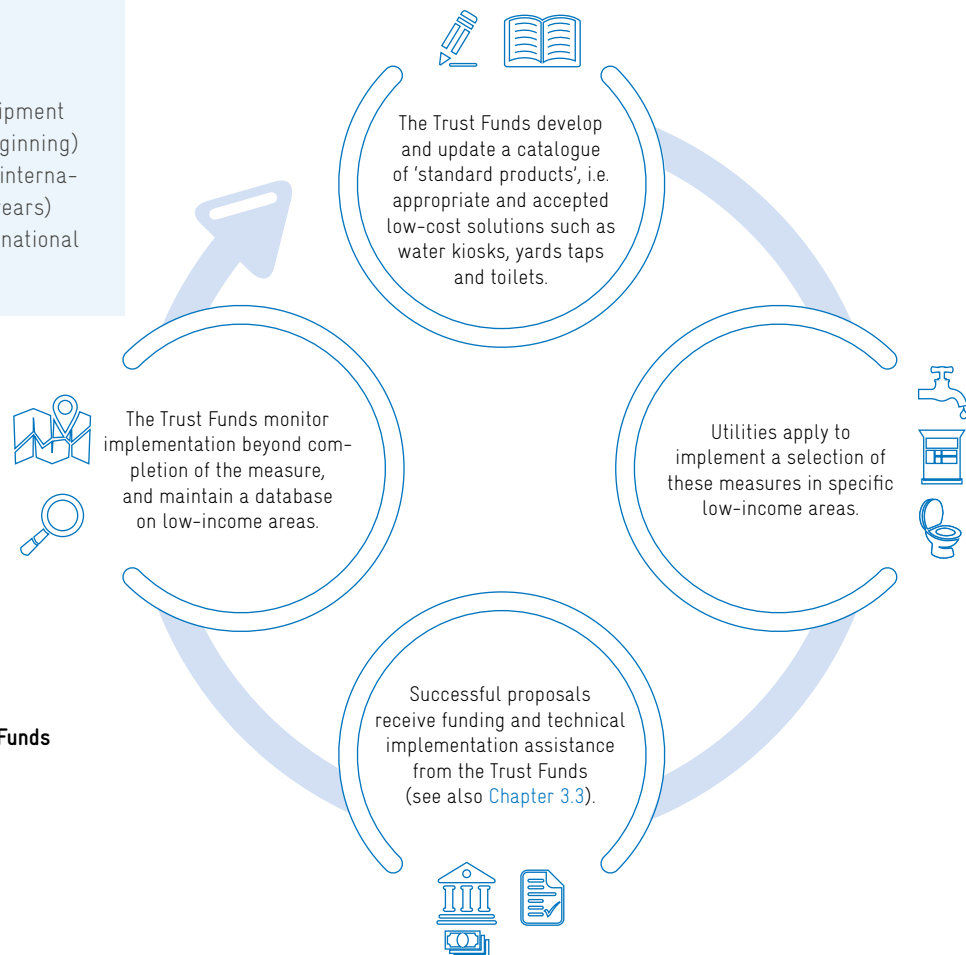 ipment
ginning)
interna-
ears)
national
The Trust Funds develop
and update a catalogue
of ‘standard products’, i.e.
appropriate and accepted
low-cost solutions such as
water kiosks, yards taps
and toilets.
Utilities apply to
implement a selection of
these measures in specific
low-income areas.
Successful proposals
receive funding and technical
implementation assistance
from the Trust Funds
(see also Chapter 3.3).
The Trust Funds monitor
implementation beyond com-
pletion of the measure,
and maintain a database
on low-income areas.
Funds